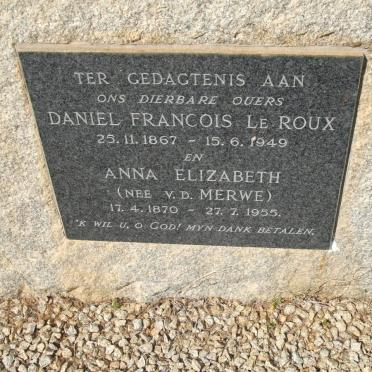 TER GEDAGTENIS AAN
ONS DIERBARE OUERS
DANIEL FRANCOIS LE ROUX
25. 11. 1867 - 15. 6. 1949
EN
ANNA ELIZABETH
(NEE V. D. MERWE)
17. 4. 1870 - 27. 7. 1955.
'K WIL U, O GOD! MYN DANK BETALEN.